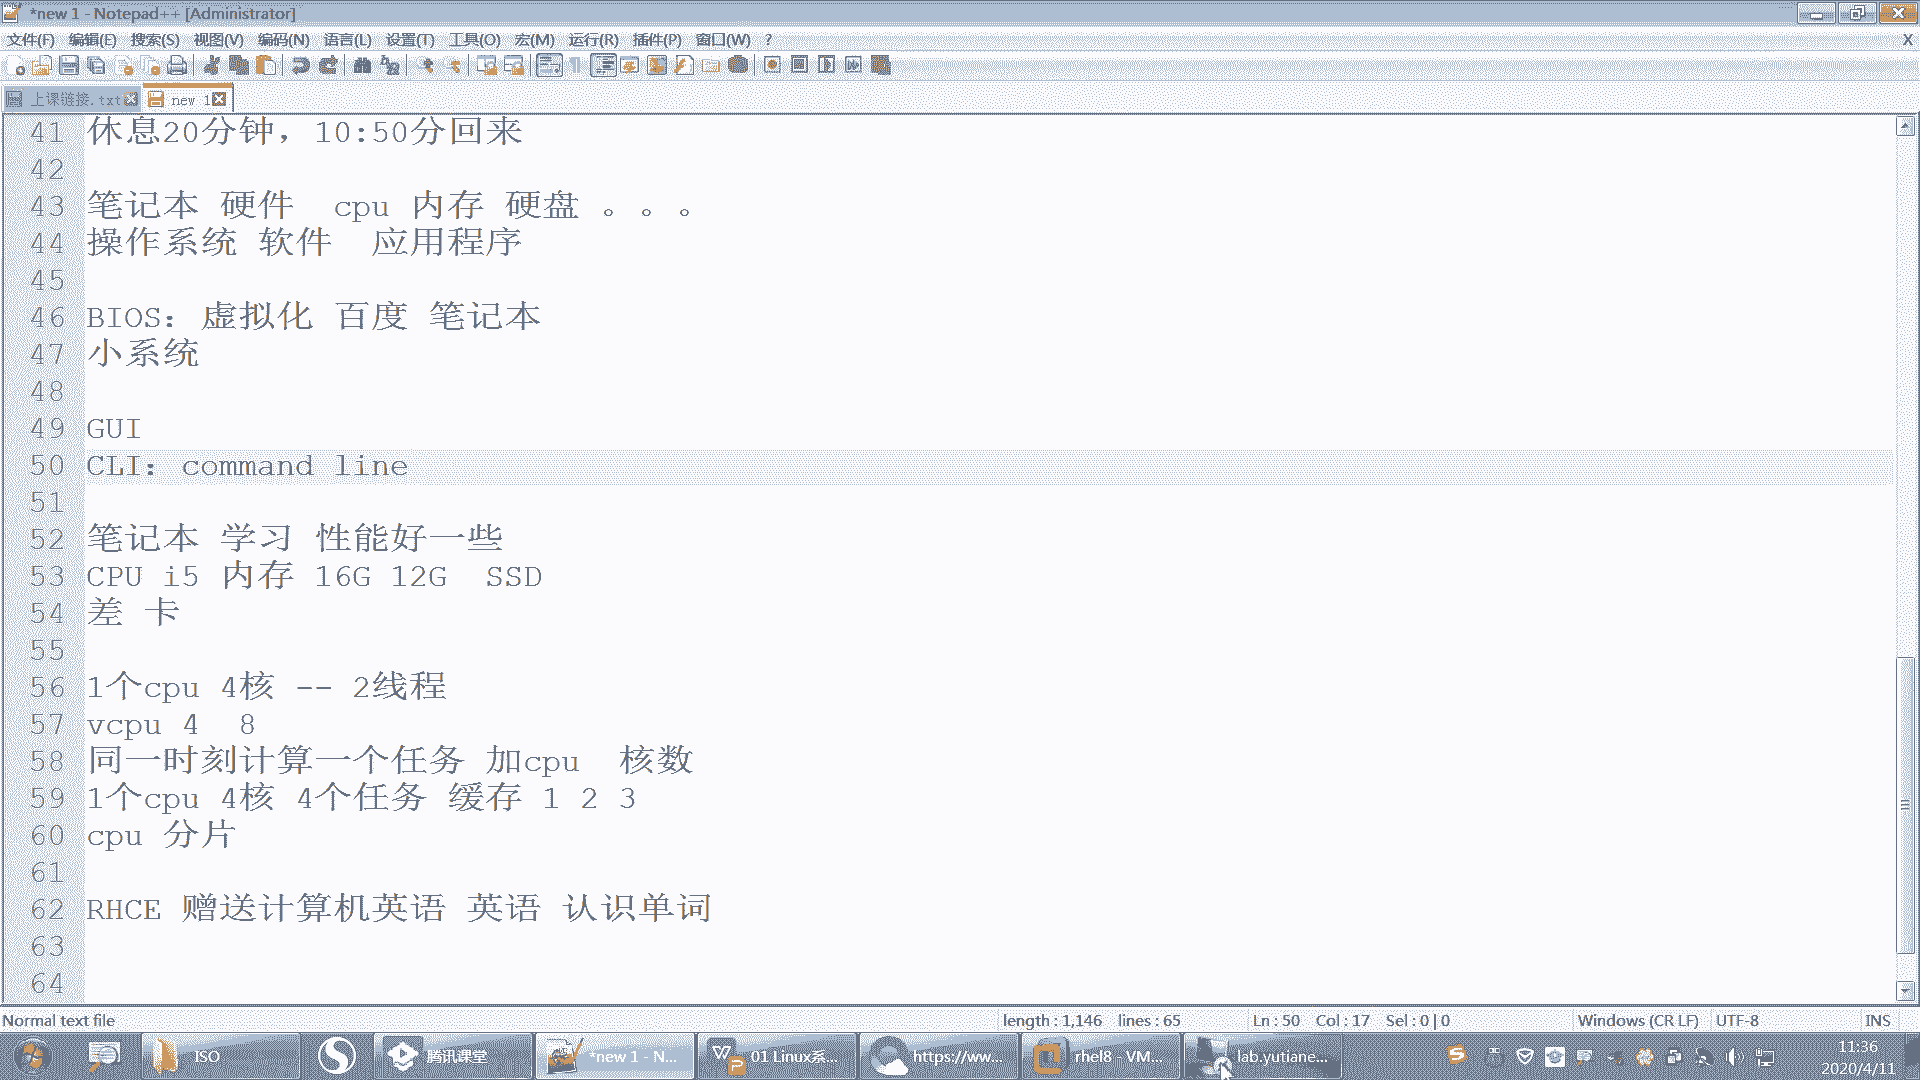 *new 1 - Notepad++ [Administrator]
文件(F) 编辑(E) 搜索(S) 视图(V) 编码(N) 语言(L) 设置(T) 工具(O) 宏(M) 运行(R) 插件(P) 窗口(W) ? X
上课链接.txt new 1
41 休息20分钟，10:50分回来
42
43 笔记本 硬件 cpu 内存 硬盘 。。。
44 操作系统 软件 应用程序
45
46 BIOS：虚拟化 百度 笔记本
47 小系统
48
49 GUI
50 CLI：command line
51
52 笔记本 学习 性能好一些
53 CPU i5 内存 16G 12G SSD
54 差 卡
55
56 1个cpu 4核 -- 2线程
57 vcpu 4 8
58 同一时刻计算一个任务 加cpu 核数
59 1个cpu 4核 4个任务 缓存 1 2 3
60 cpu 分片
61
62 RHCE 赠送计算机英语 英语 认识单词
63
64
Normal text file length : 1,146 lines : 65 Ln : 50 Col : 17 Sel : 0 | 0 Windows (CR LF) UTF-8 INS
ISO 腾讯课堂 *new 1 - N... 01 Linux系... https://ww... rhel8 - VM... lab.yutiane... 11:36
2020/4/11